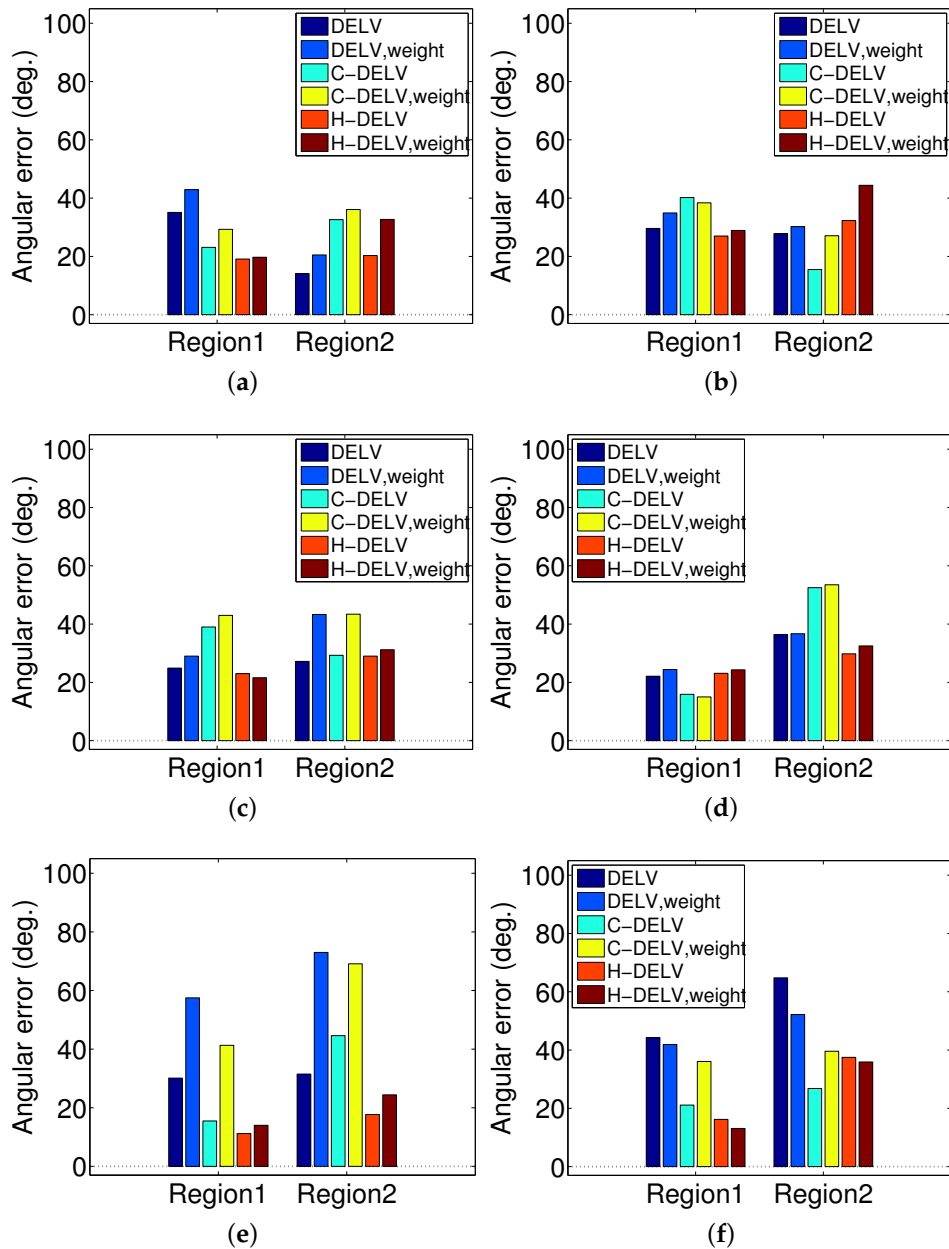 100
80
60
40
20
0
Angular error (deg.)
DELV
DELV,weight
C-DELV
C-DELV,weight
H-DELV
H-DELV,weight
Region1 Region2
(a)
100
80
60
40
20
0
Angular error (deg.)
DELV
DELV,weight
C-DELV
C-DELV,weight
H-DELV
H-DELV,weight
Region1 Region2
(b)
100
80
60
40
20
0
Angular error (deg.)
DELV
DELV,weight
C-DELV
C-DELV,weight
H-DELV
H-DELV,weight
Region1 Region2
(c)
100
80
60
40
20
0
Angular error (deg.)
DELV
DELV,weight
C-DELV
C-DELV,weight
H-DELV
H-DELV,weight
Region1 Region2
(d)
100
80
60
40
20
0
Angular error (deg.)
Region1 Region2
(e)
100
80
60
40
20
0
Angular error (deg.)
DELV
DELV,weight
C-DELV
C-DELV,weight
H-DELV
H-DELV,weight
Region1 Region2
(f)